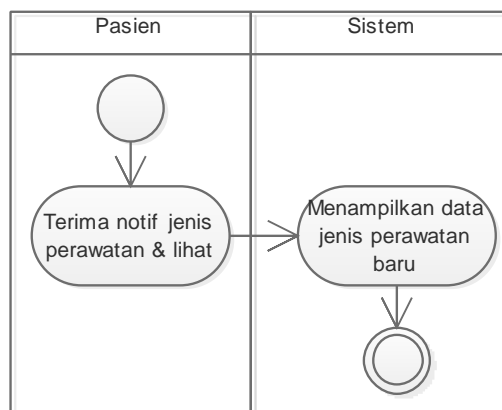 Pasien
Sistem
Terima notif jenis
perawatan & lihat
Menampilkan data
jenis perawatan
baru